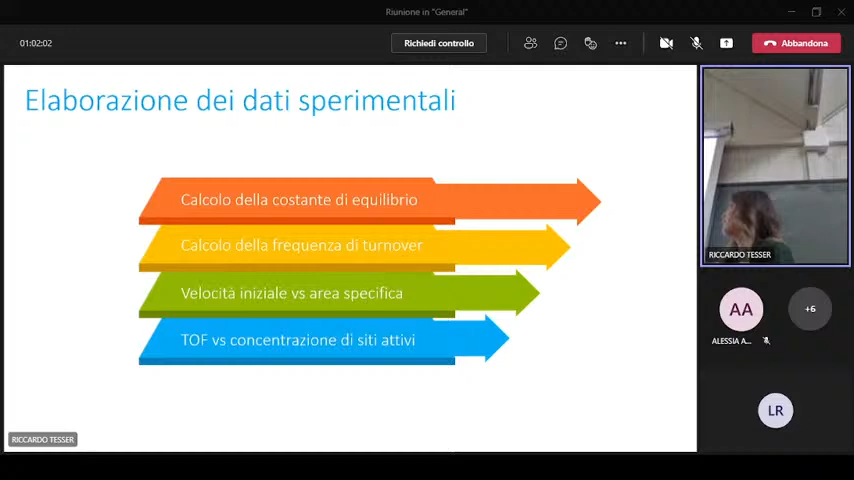 Riunione in "General"
01:02:02
Richiedi controllo
Abbandona
Elaborazione dei dati sperimentali
Calcolo della costante di equilibrio
Calcolo della frequenza di turnover
Velocità iniziale vs area specifica
TOF vs concentrazione di siti attivi
RICCARDO TESSER
AA
+6
ALESSIA A...
LR
RICCARDO TESSER